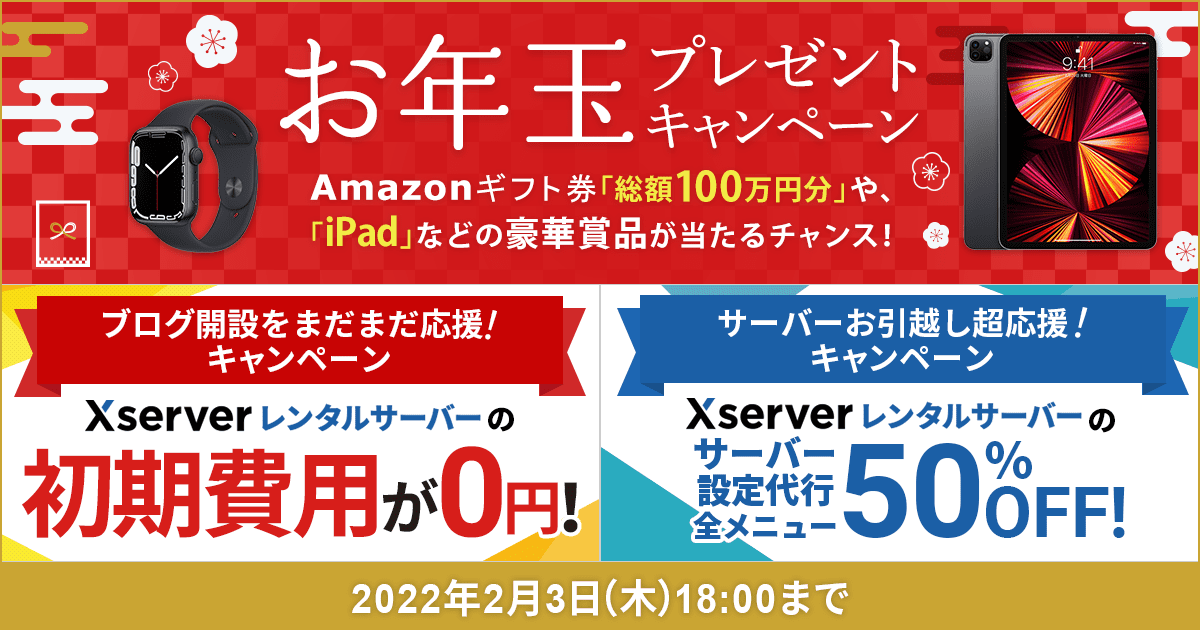 お年玉
プレゼント
キャンペーン
Amazonギフト券「総額100万円分」や、
「iPad」などの豪華賞品が当たるチャンス!
9:41
ブログ開設をまだまだ応援!
キャンペーン
Xserver レンタルサーバーの
初期費用が0円!
サーバーお引越し超応援!
キャンペーン
Xserver レンタルサーバーの
サーバー
設定代行
全メニュー
50%OFF!
2022年2月3日(木)18:00まで